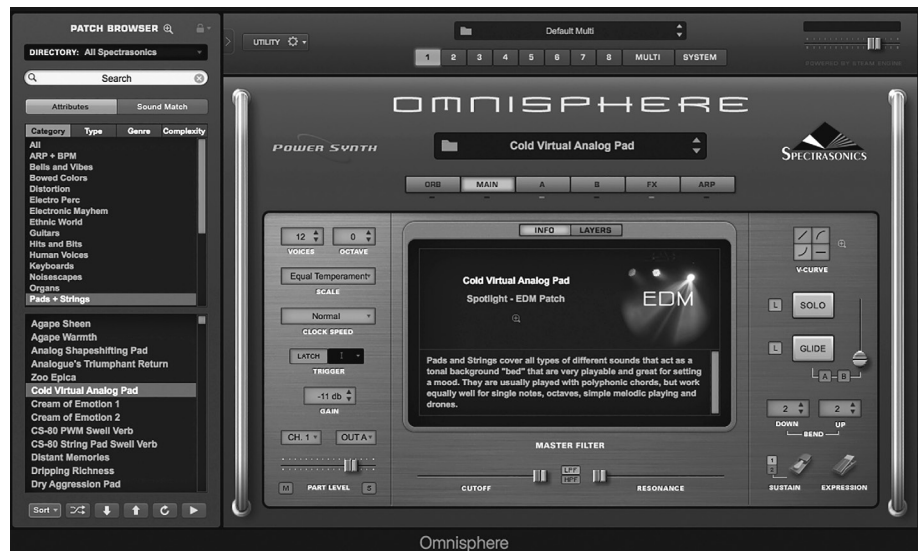 PATCH BROWSER
DIRECTORY: All Spectrasonics
Search
Attributes Sound Match
Category Type Genre Complexity
All
ARP + BPM
Bells and Vibes
Bowed Colors
Distortion
Electro Perc
Electronic Mayhem
Ethnic World
Guitars
Hits and Bits
Human Voices
Keyboards
Noisescapes
Organs
Pads + Strings
Agape Sheen
Agape Warmth
Analog Shapeshifting Pad
Analogue's Triumphant Return
Zoo Epica
Cold Virtual Analog Pad
Cream of Emotion 1
Cream of Emotion 2
CS-80 PWM Swell Verb
CS-80 String Pad Swell Verb
Distant Memories
Dripping Richness
Dry Aggression Pad
Sort
UTILITY
Default Multi
1 2 3 4 5 6 7 8 MULTI SYSTEM
POWERED BY STEAM ENGINE
OMNISPHERE
POWER SYNTH
Cold Virtual Analog Pad
SPECTRASONICS
ORB MAIN A B FX ARP
12 0
VOICES OCTAVE
Equal Temperament
SCALE
Normal
CLOCK SPEED
LATCH
TRIGGER
-11 db
GAIN
CH. 1 OUT A
M PART LEVEL S
INFO LAYERS
Cold Virtual Analog Pad
Spotlight - EDM Patch
EDM
Pads and Strings cover all types of different sounds that act as a
tonal background "bed" that are very playable and great for setting
a mood. They are usually played with polyphonic chords, but work
equally well for single notes, octaves, simple melodic playing and
drones.
MASTER FILTER
CUTOFF LPF HPF RESONANCE
V-CURVE
L SOLO
L GLIDE
A B
2 2
DOWN UP
BEND
1
2
SUSTAIN EXPRESSION
Omnisphere